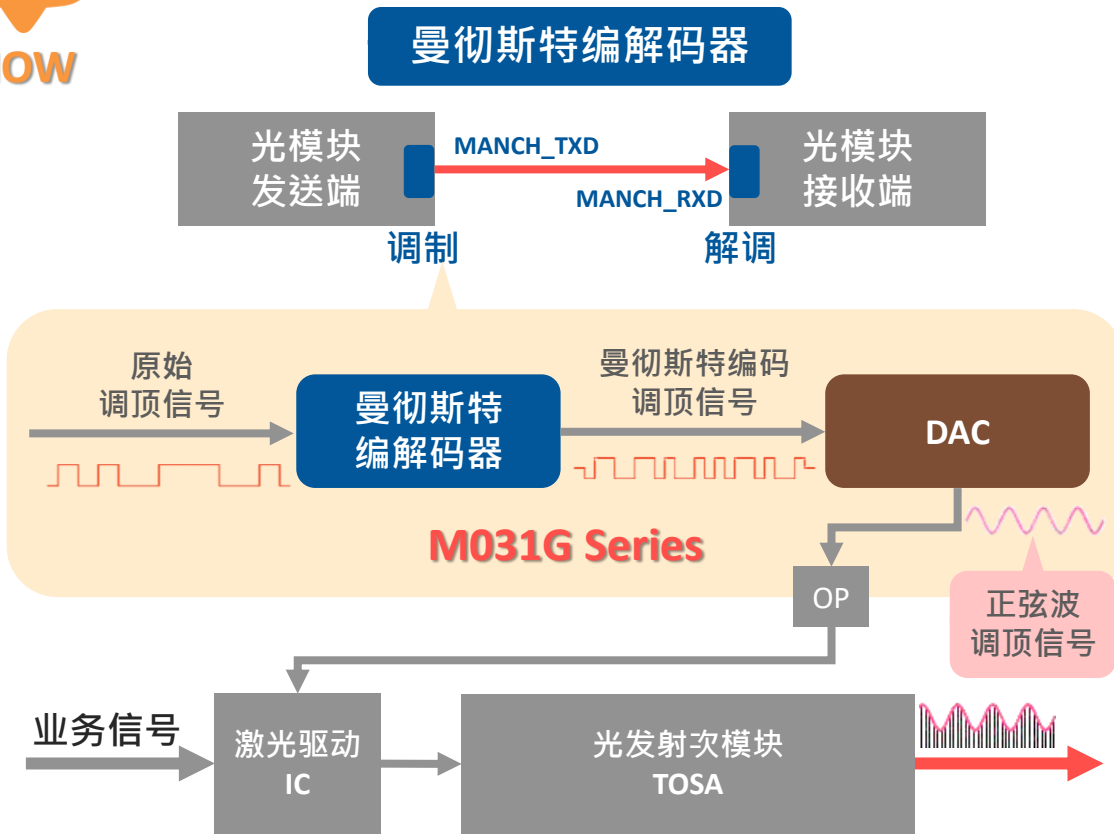 曼彻斯特编解码器
光模块
发送端
MANCH_TXD
MANCH_RXD
光模块
接收端
调制
解调
原始
调顶信号
曼彻斯特
编解码器
曼彻斯特编码
调顶信号
DAC
M031G Series
OP
正弦波
调顶信号
业务信号
激光驱动
IC
光发射次模块
TOSA